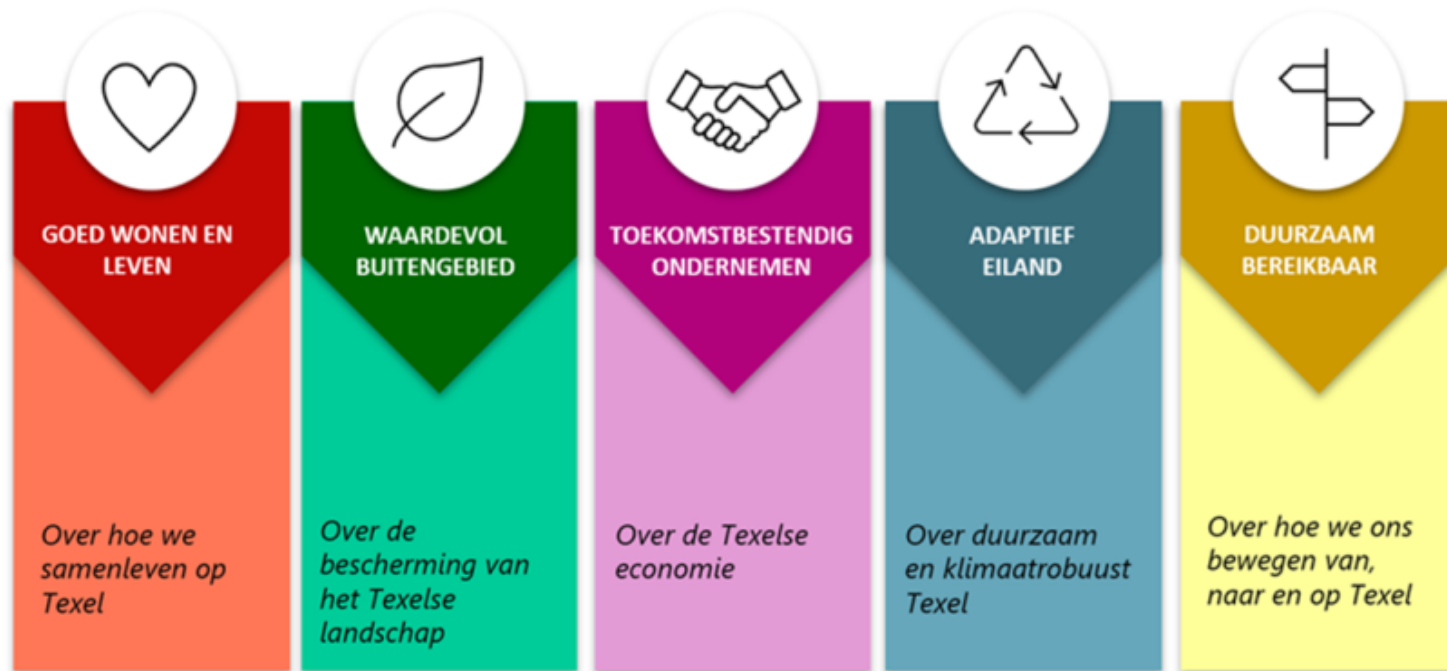 GOED WONEN EN
LEVEN
WAARDEVOL
BUITENGEBIED
TOEKOMSTBESTENDIG
ONDERNEMEN
ADAPTIEF
EILAND
DUURZAAM
BEREIKBAAR
Over hoe we
samenleven op
Texel
Over de
bescherming van
het Texelse
landschap
Over de Texelse
economie
Over duurzaam
en klimaatrobuust
Texel
Over hoe we ons
bewegen van,
naar en op Texel